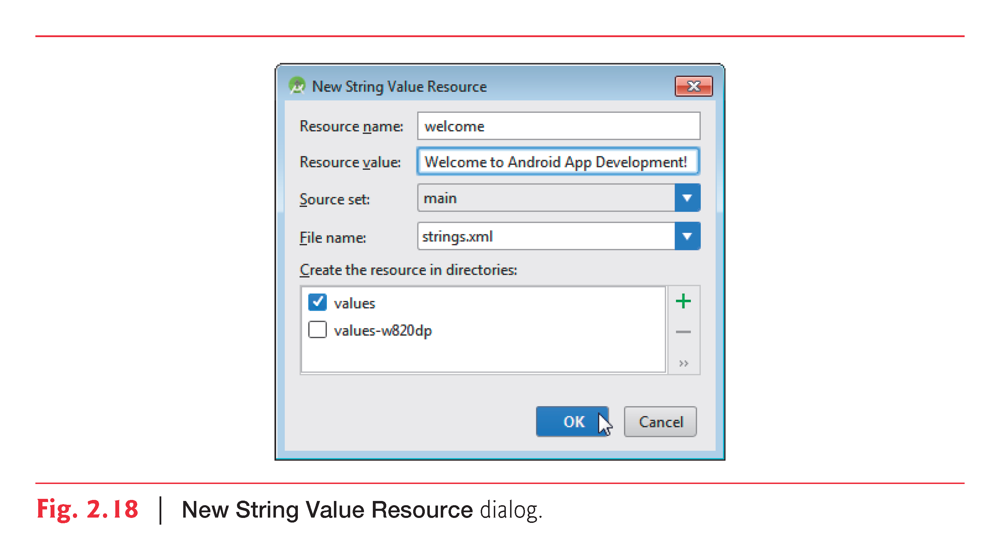 New String Value Resource
Resource name: welcome
Resource value: Welcome to Android App Development!
Source set: main
File name: strings.xml
Create the resource in directories:
values
values-w820dp
OK Cancel
Fig. 2.18 | New String Value Resource dialog.